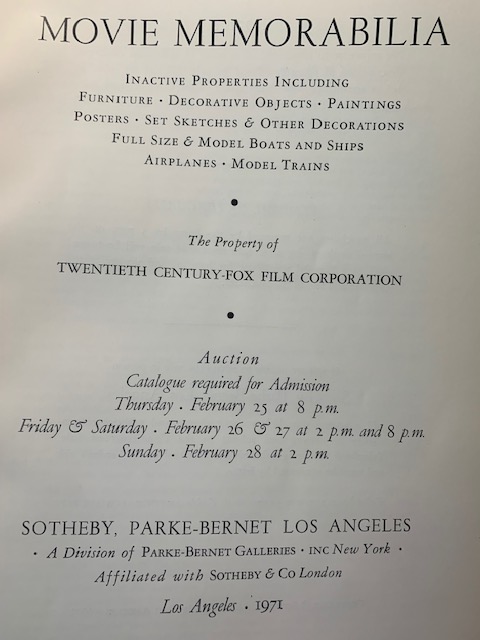 MOVIE MEMORABILIA
INACTIVE PROPERTIES INCLUDING
FURNITURE · DECORATIVE OBJECTS · PAINTINGS
POSTERS · SET SKETCHES & OTHER DECORATIONS
FULL SIZE & MODEL BOATS AND SHIPS
AIRPLANES · MODEL TRAINS
The Property of
TWENTIETH CENTURY-FOX FILM CORPORATION
Auction
Catalogue required for Admission
Thursday · February 25 at 8 p.m.
Friday & Saturday · February 26 & 27 at 2 p.m. and 8 p.m.
Sunday · February 28 at 2 p.m.
SOTHEBY, PARKE-BERNET LOS ANGELES
· A Division of PARKE-BERNET GALLERIES · INC New York ·
Affiliated with SOTHEBY & CO London
Los Angeles · 1971